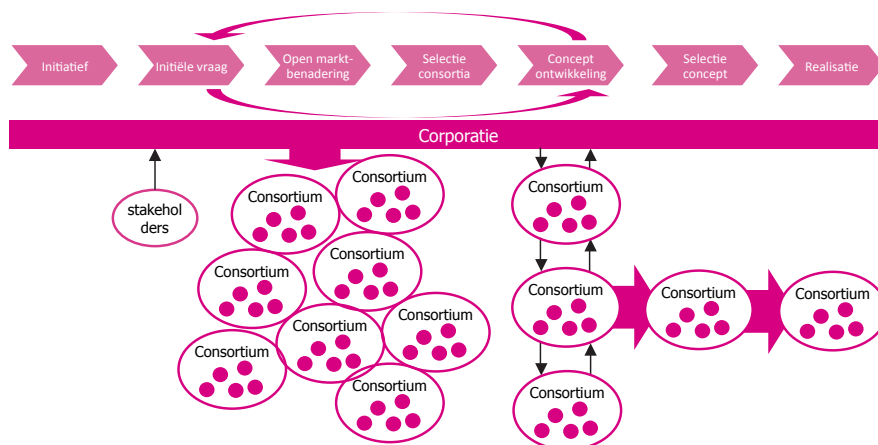 Initiatief
Initiële vraag
Open markt-
benadering
Selectie
consortia
Concept
ontwikkeling
Selectie
concept
Realisatie
Corporatie
stakehol
ders
Consortium
Consortium
Consortium
Consortium
Consortium
Consortium
Consortium
Consortium
Consortium
Consortium
Consortium
Consortium
Consortium